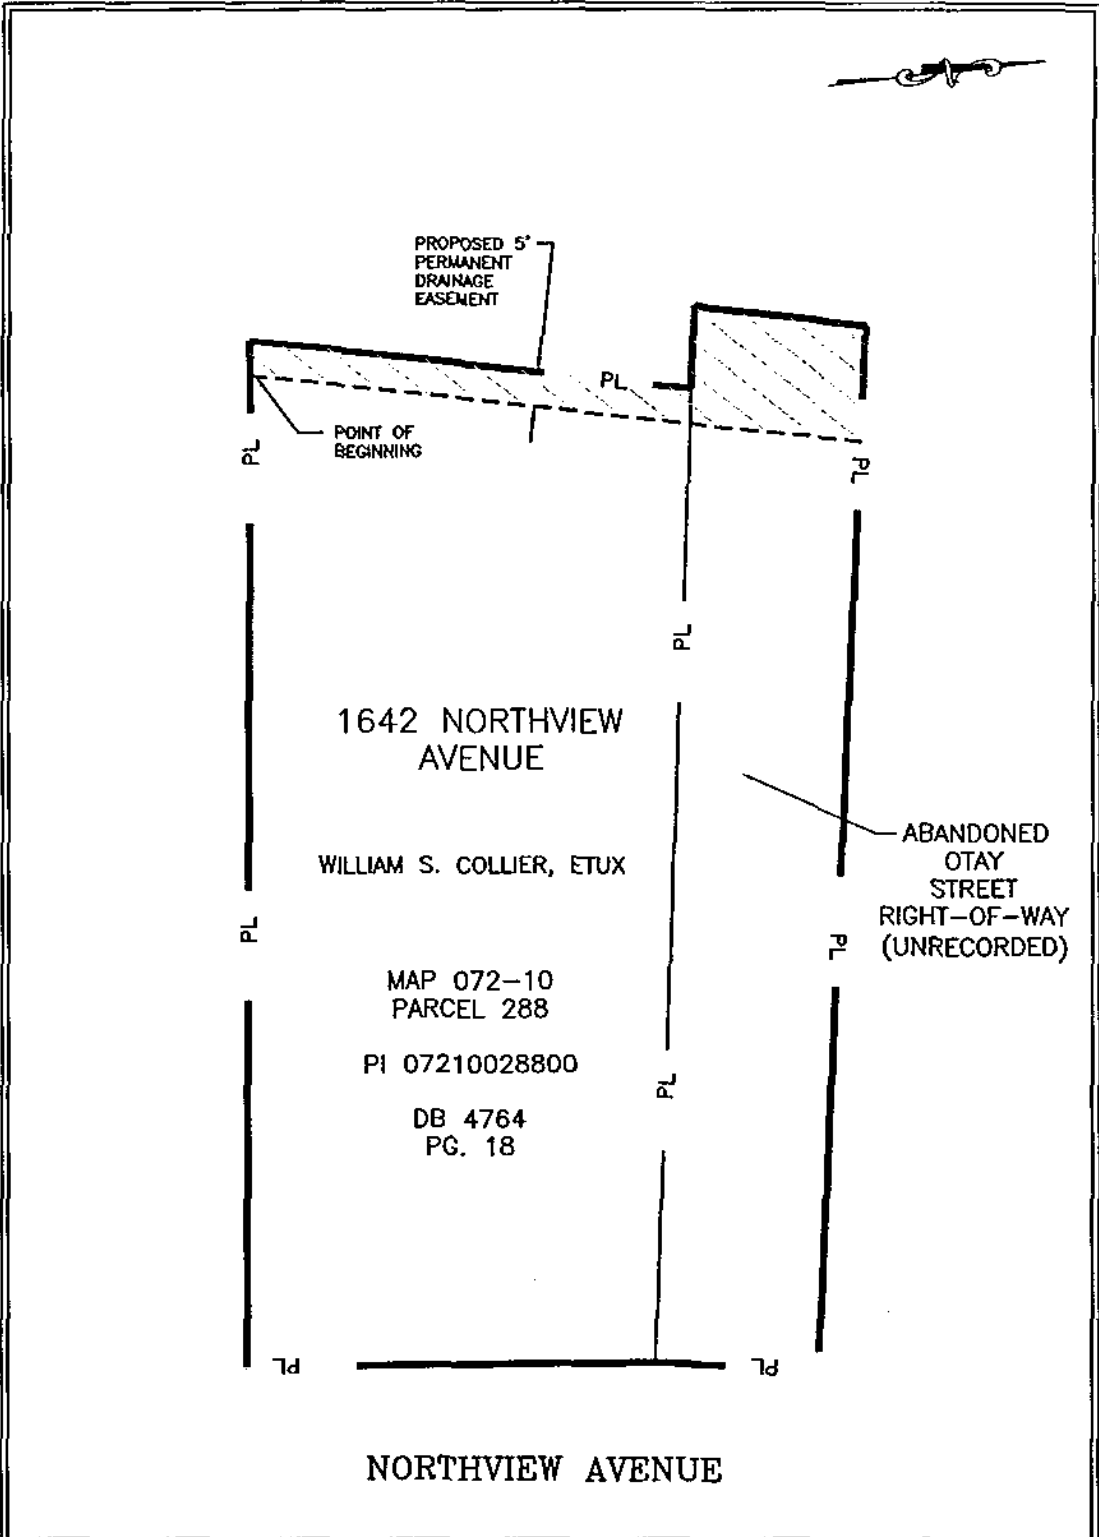 PROPOSED 5'
PERMANENT
DRAINAGE
EASEMENT
PL
POINT OF
BEGINNING
PL
PL
PL
1642 NORTHVIEW
AVENUE
ABANDONED
OTAY
STREET
RIGHT-OF-WAY
(UNRECORDED)
WILLIAM S. COLLIER, ETUX
PL
PL
MAP 072-10
PARCEL 288
PI 07210028800
PL
DB 4764
PG. 18
PL
PL
NORTHVIEW AVENUE